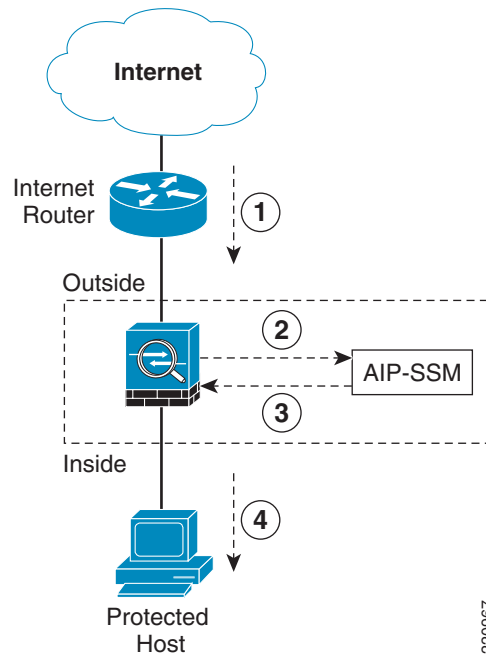 Internet
Internet
Router
1
Outside
2
AIP-SSM
3
Inside
4
Protected
Host